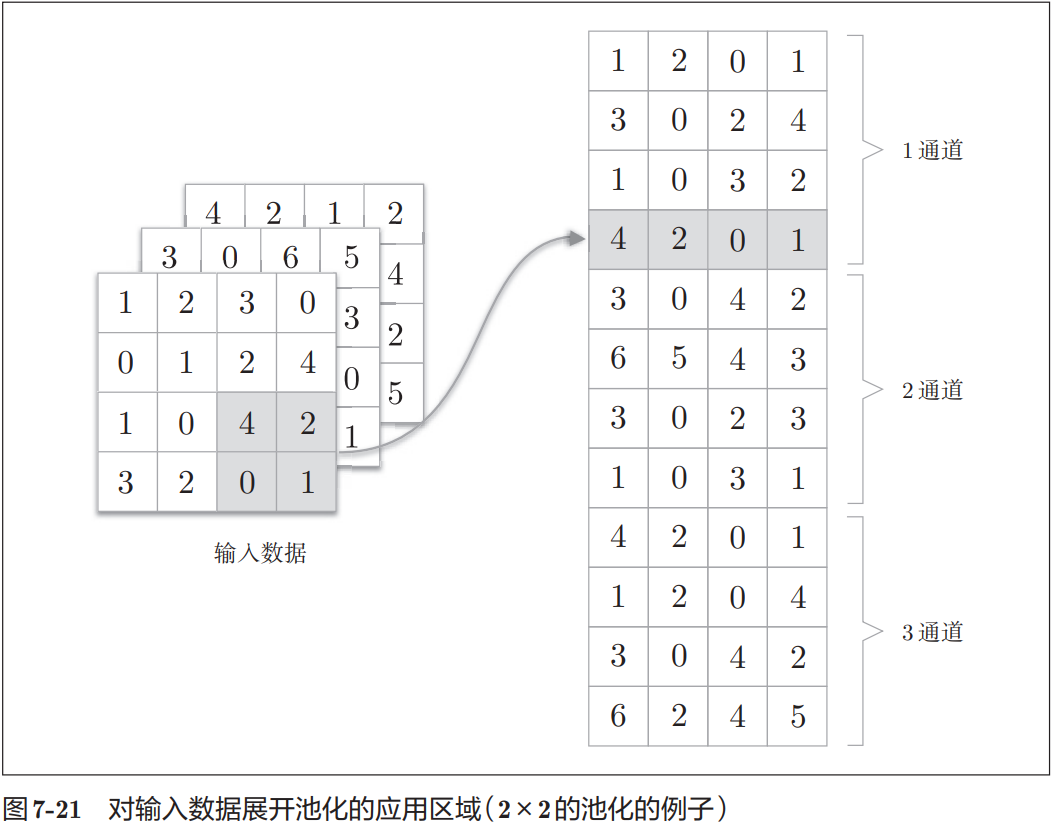 4 2 1 2
4
2
5
3 0 6 5
3
0
1
1 2 3 0
0 1 2 4
1 0 4 2
3 2 0 1
输入数据
1 2 0 1
3 0 2 4
1 0 3 2
4 2 0 1
3 0 4 2
6 5 4 3
3 0 2 3
1 0 3 1
4 2 0 1
1 2 0 4
3 0 4 2
6 2 4 5
1 通道
2 通道
3 通道
图 7-21 对输入数据展开池化的应用区域（2×2 的池化的例子）